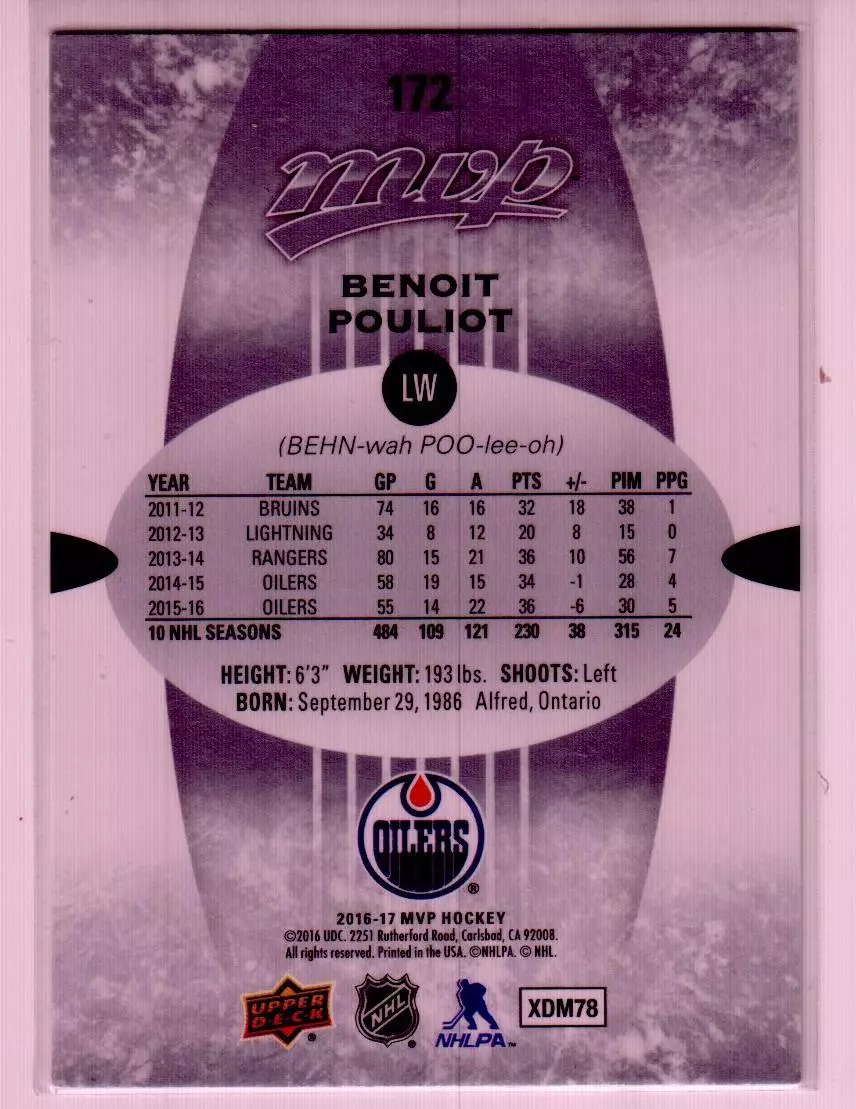 172
mvp
BENOIT
POULIOT
LW
(BEHN-wah POO-lee-oh)
YEAR TEAM GP G A PTS +/- PIM PPG
2011-12 BRUINS 74 16 16 32 18 38 1
2012-13 LIGHTNING 34 8 12 20 8 15 0
2013-14 RANGERS 80 15 21 36 10 56 7
2014-15 OILERS 58 19 15 34 -1 28 4
2015-16 OILERS 55 14 22 36 -6 30 5
10 NHL SEASONS 484 109 121 230 38 315 24
HEIGHT: 6'3" WEIGHT: 193 lbs. SHOOTS: Left
BORN: September 29, 1986 Alfred, Ontario
OILERS ®
2016-17 MVP HOCKEY
©2016 UDC. 2251 Rutherford Road, Carlsbad, CA 92008.
All rights reserved. Printed in the USA. ©NHLPA. © NHL.
UPPER
D·E·C·K ®
NHL ®
NHLPA™
XDM78